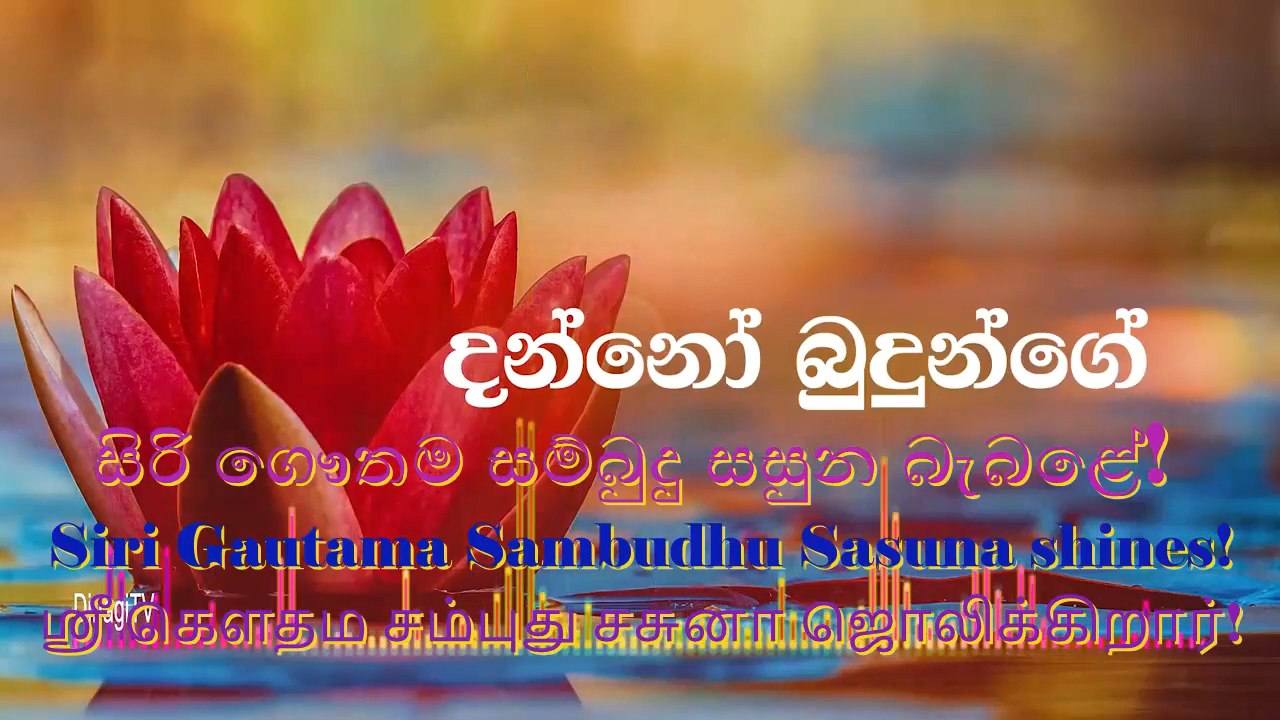 දන්නෝ බුදුන්ගේ
සිරි ගෞතම සම්බුදු සසුන බැබළේ!
Siri Gautama Sambudhu Sasuna shines!
ஸ்ரீ கௌதம சம்புது சசுனா ஜொலிக்கிறார்!